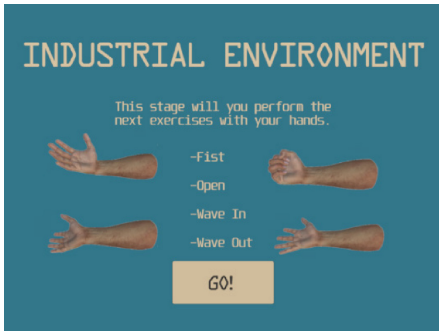 INDUSTRIAL ENVIRONMENT
This stage will you perform the
next exercises with your hands.
-Fist
-Open
-Wave In
-Wave Out
GO!